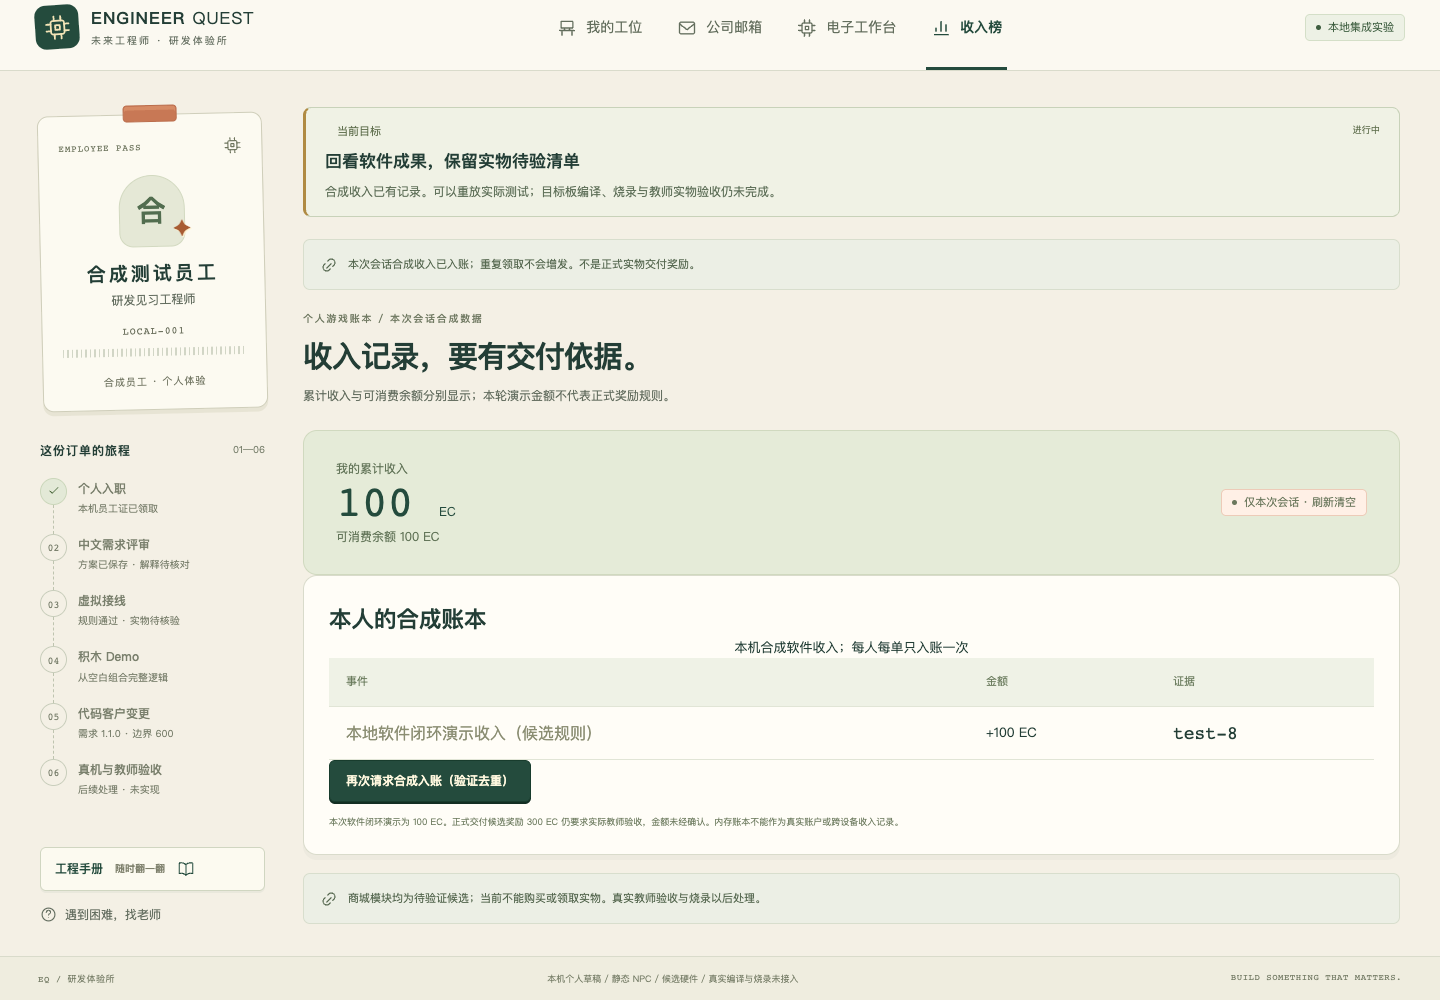 ENGINEER QUEST
未来工程师 · 研发体验所
我的工位
公司邮箱
电子工作台
收入榜
本地集成实验
EMPLOYEE PASS
合
合成测试员工
研发见习工程师
LOCAL-001
合成员工 · 个人体验
这份订单的旅程
01—06
个人入职
本机员工证已领取
02
中文需求评审
方案已保存 · 解释待核对
03
虚拟接线
规则通过 · 实物待核验
04
积木 Demo
从空白组合完整逻辑
05
代码客户变更
需求 1.1.0 · 边界 600
06
真机与教师验收
后续处理 · 未实现
工程手册
随时翻一翻
遇到困难，找老师
当前目标
进行中
回看软件成果，保留实物待验清单
合成收入已有记录。可以重放实际测试；目标板编译、烧录与教师实物验收仍未完成。
本次会话合成收入已入账；重复领取不会增发。不是正式实物交付奖励。
个人游戏账本 / 本次会话合成数据
收入记录，要有交付依据。
累计收入与可消费余额分别显示；本轮演示金额不代表正式奖励规则。
我的累计收入
100 EC
可消费余额 100 EC
仅本次会话 · 刷新清空
本人的合成账本
本机合成软件收入；每人每单只入账一次
事件
金额
证据
本地软件闭环演示收入（候选规则）
+100 EC
test-8
再次请求合成入账（验证去重）
本次软件闭环演示为 100 EC。正式交付候选奖励 300 EC 仍要求实际教师验收，金额未经确认。内存账本不能作为真实账户或跨设备收入记录。
商城模块均为待验证候选；当前不能购买或领取实物。真实教师验收与烧录以后处理。
EQ / 研发体验所
本机个人草稿 / 静态 NPC / 候选硬件 / 真实编译与烧录未接入
BUILD SOMETHING THAT MATTERS.